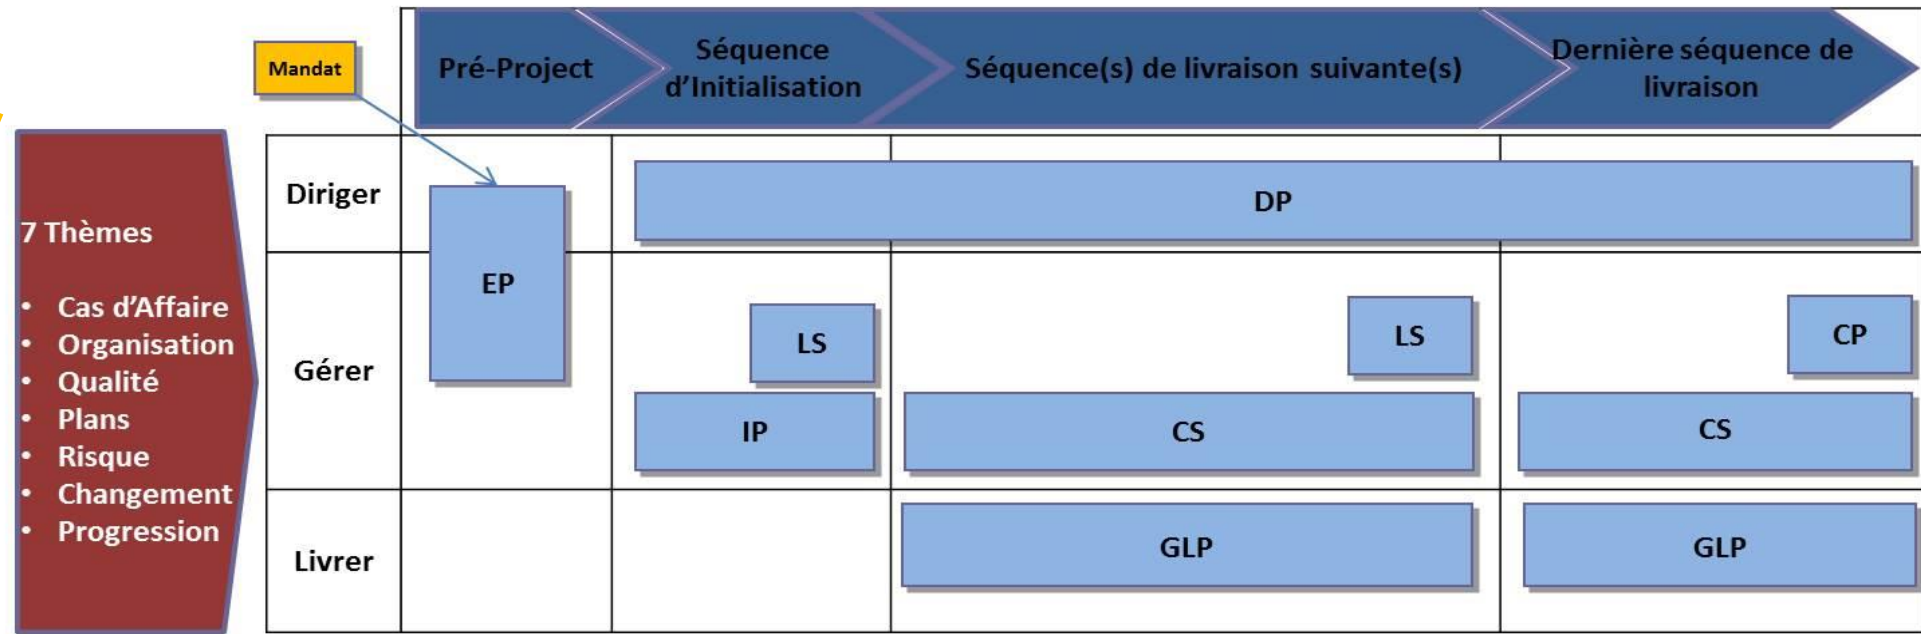 Mandat
Pré-Project
Séquence
d'Initialisation
Séquence(s) de livraison suivante(s)
Dernière séquence de
livraison
7 Thèmes
• Cas d'Affaire
• Organisation
• Qualité
• Plans
• Risque
• Changement
• Progression
Diriger
EP
DP
Gérer
LS
LS
CP
IP
CS
CS
Livrer
GLP
GLP